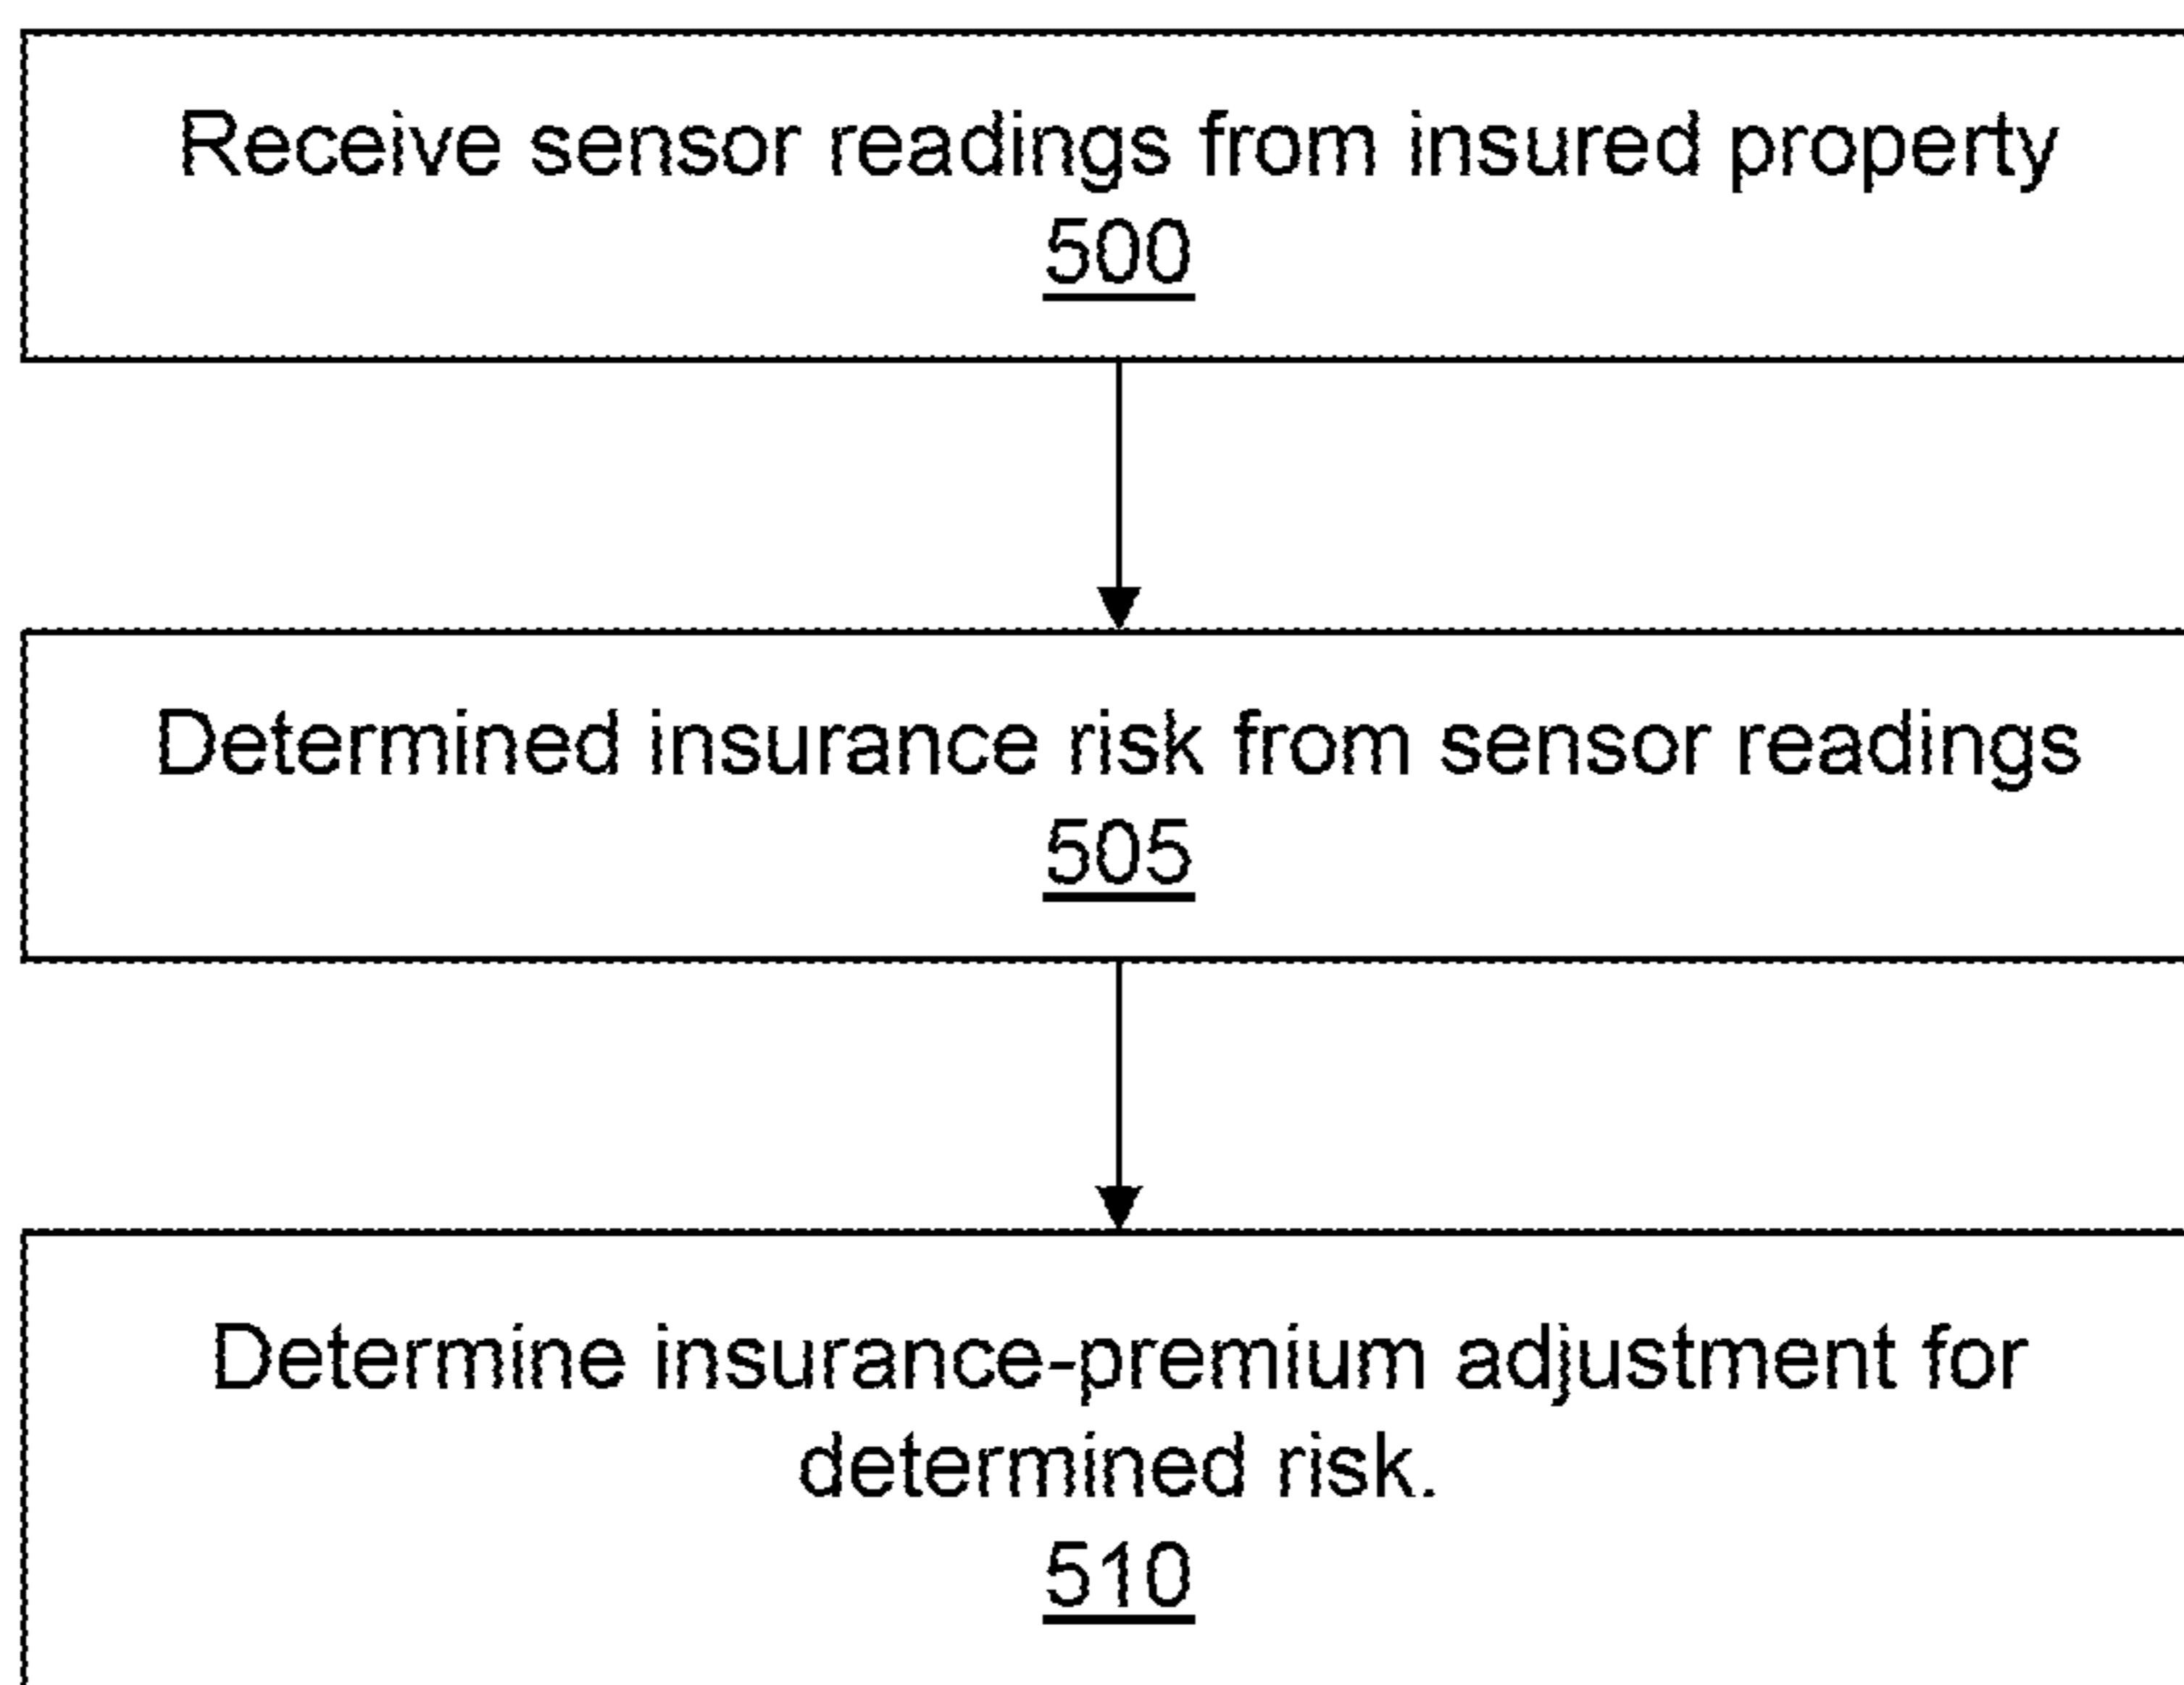 Receive sensor readings from insured property
500
Determined insurance risk from sensor readings
505
Determine insurance-premium adjustment for
determined risk.
510